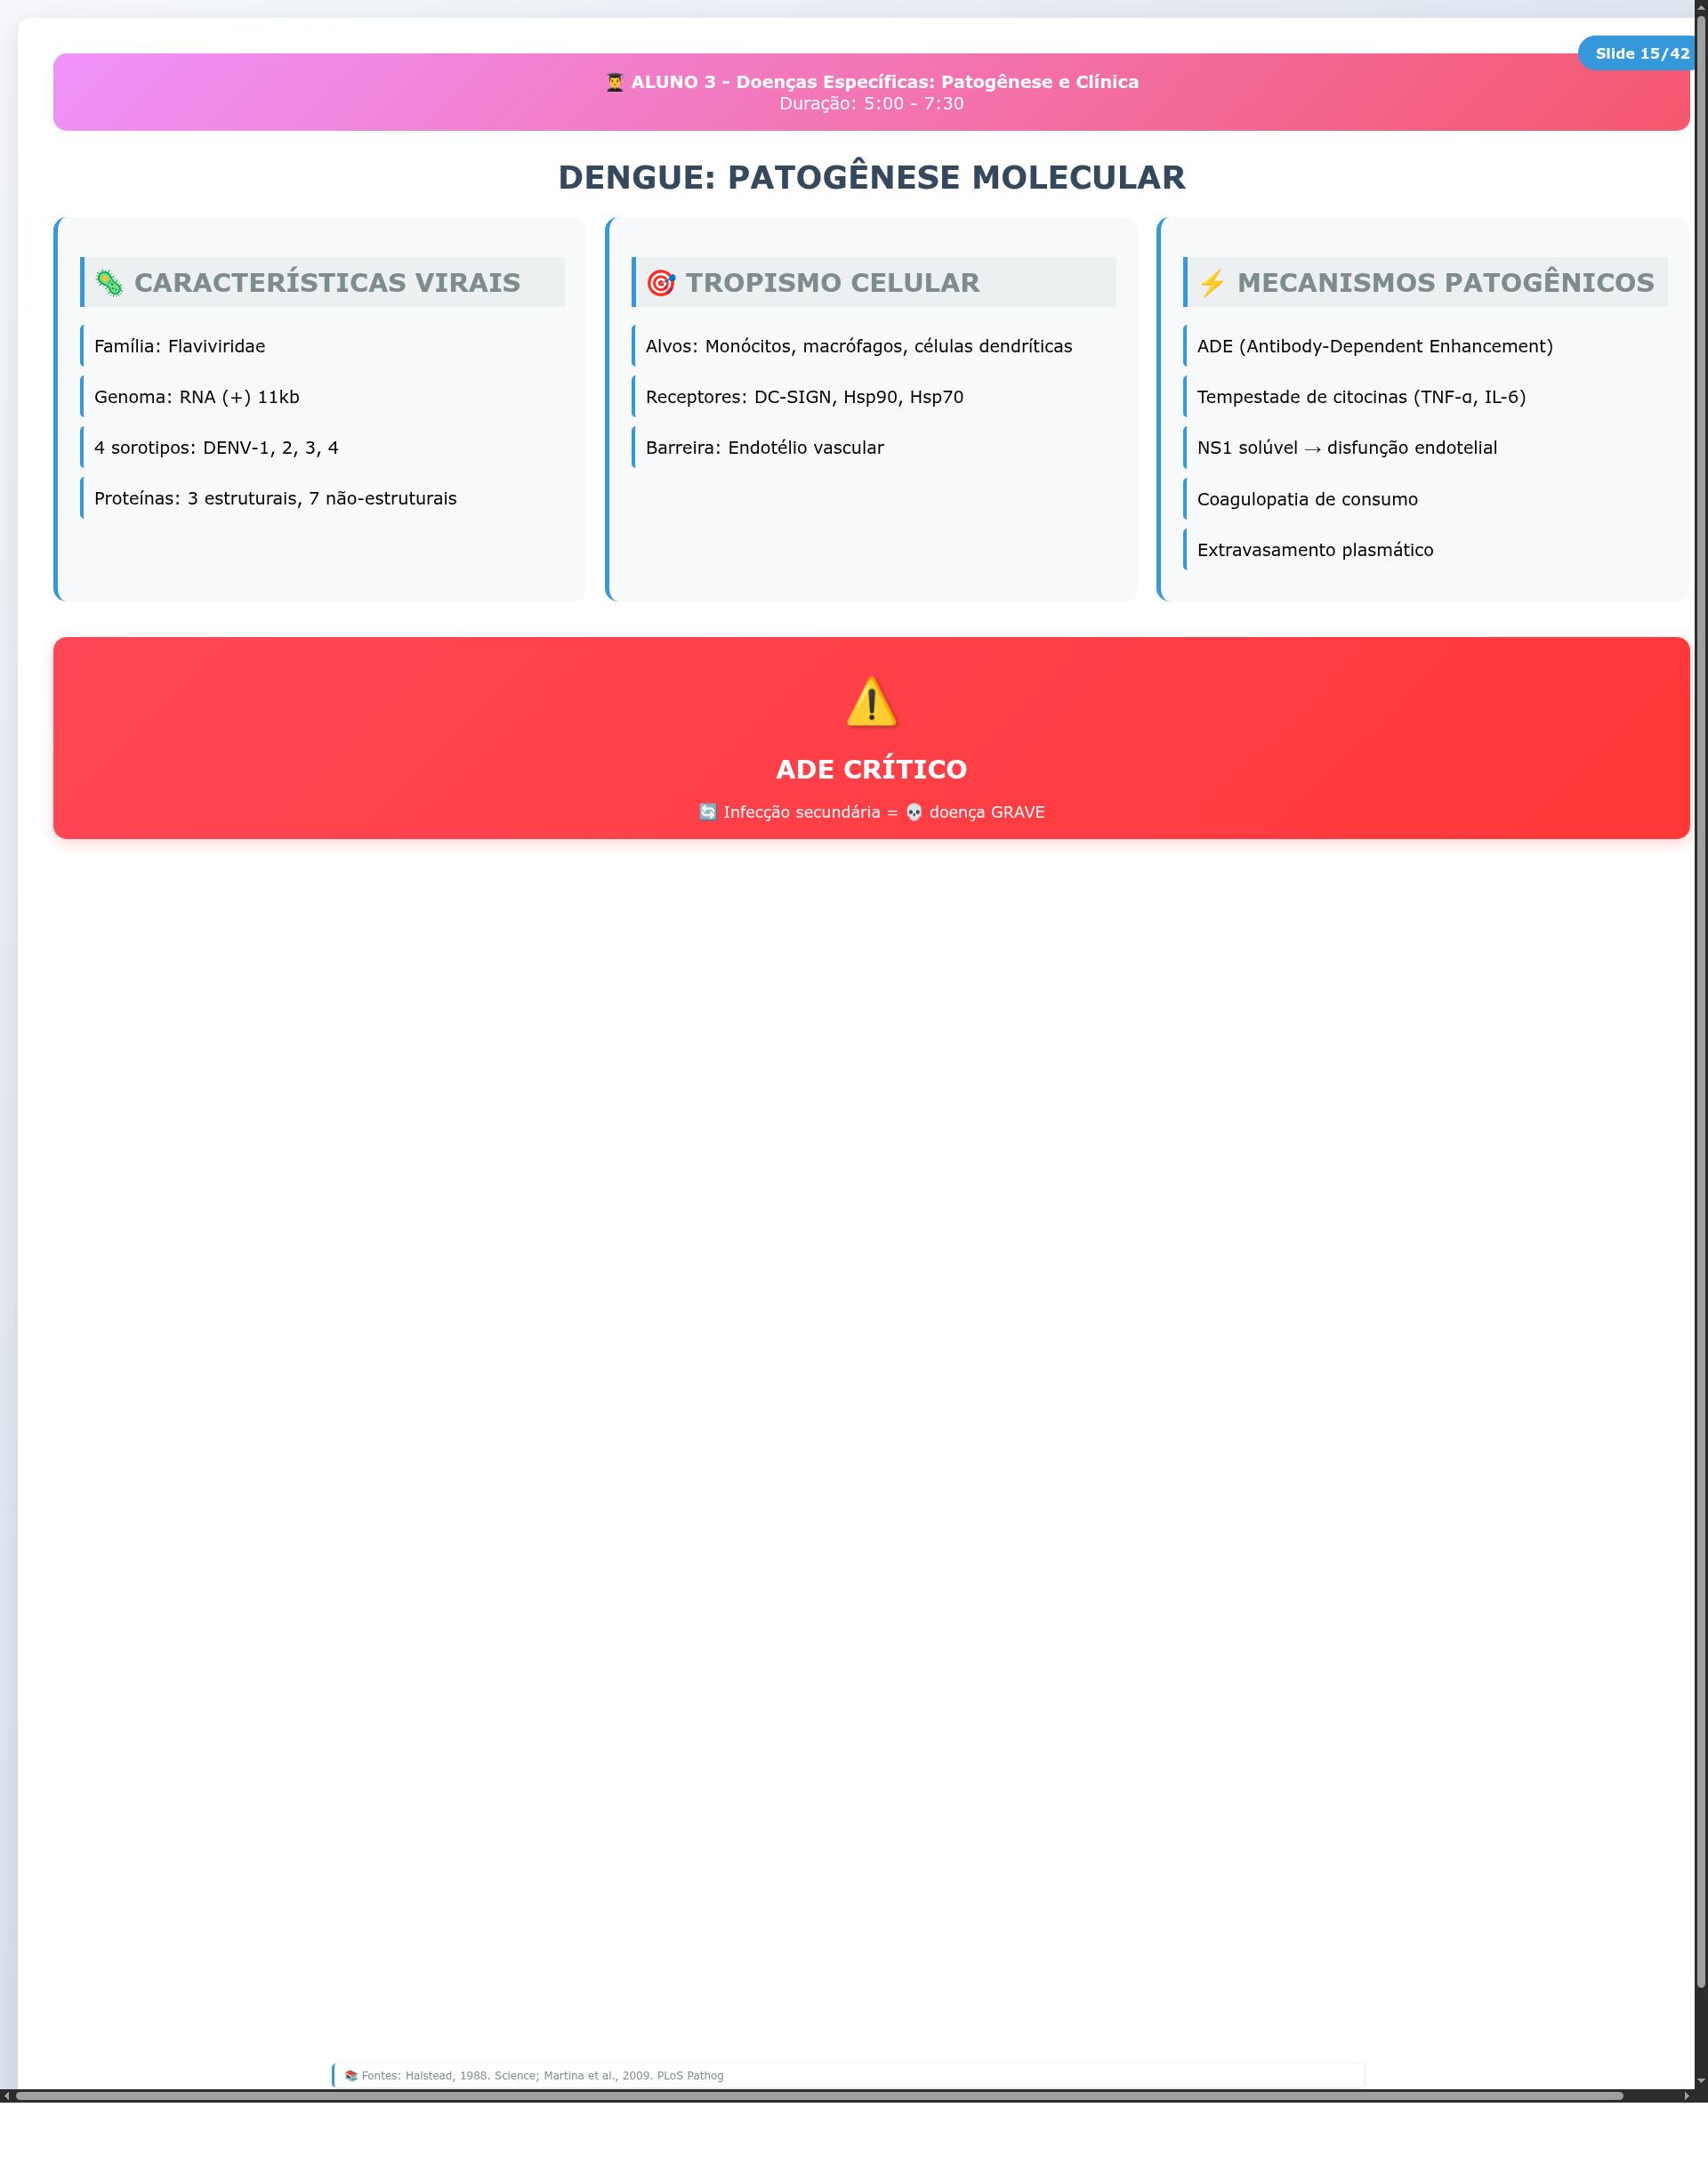 Slide 15/42
👨‍🎓 ALUNO 3 - Doenças Específicas: Patogênese e Clínica
Duração: 5:00 - 7:30
DENGUE: PATOGÊNESE MOLECULAR
🦠 CARACTERÍSTICAS VIRAIS
Família: Flaviviridae
Genoma: RNA (+) 11kb
4 sorotipos: DENV-1, 2, 3, 4
Proteínas: 3 estruturais, 7 não-estruturais
🎯 TROPISMO CELULAR
Alvos: Monócitos, macrófagos, células dendríticas
Receptores: DC-SIGN, Hsp90, Hsp70
Barreira: Endotélio vascular
⚡ MECANISMOS PATOGÊNICOS
ADE (Antibody-Dependent Enhancement)
Tempestade de citocinas (TNF-α, IL-6)
NS1 solúvel → disfunção endotelial
Coagulopatia de consumo
Extravasamento plasmático
⚠️
ADE CRÍTICO
🔄 Infecção secundária = 💀 doença GRAVE
📚 Fontes: Halstead, 1988. Science; Martina et al., 2009. PLoS Pathog